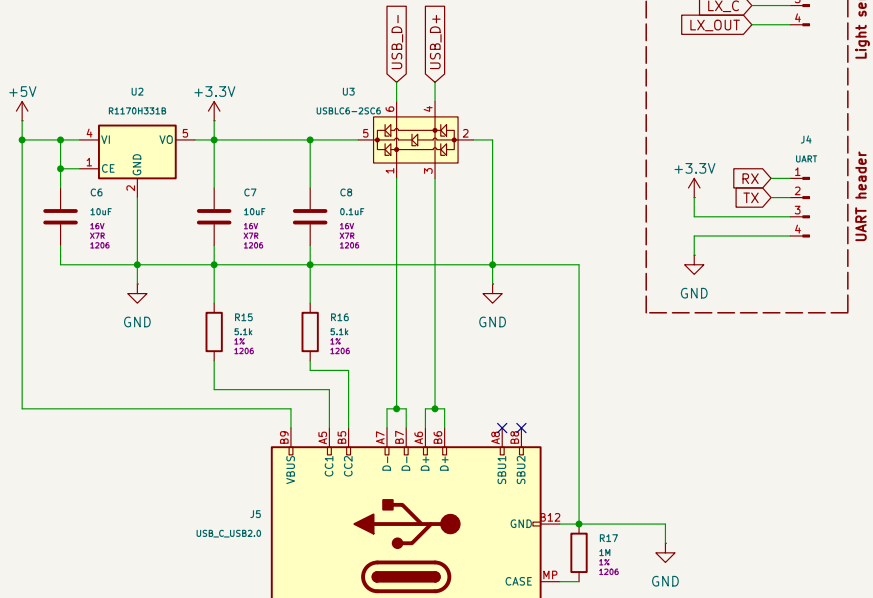 LX_C
3
LX_OUT
4
Light se
USB_D-
USB_D+
+5V
U2
R1170H331B
+3.3V
U3
USBLC6-2SC6
6
4
4
VI
VO
5
1
CE
GND
2
5
2
1
3
C6
10uF
16V
X7R
1206
C7
10uF
16V
X7R
1206
C8
0.1uF
16V
X7R
1206
J4
UART
+3.3V
RX
1
TX
2
3
4
GND
UART header
GND
GND
R15
5.1k
1%
1206
R16
5.1k
1%
1206
B9
A5
B5
A7
B7
A6
B6
A8
B8
VBUS
CC1
CC2
D-
D-
D+
D+
SBU1
SBU2
J5
USB_C_USB2.0
GND
B12
R17
1M
1%
1206
GND
CASE
MP